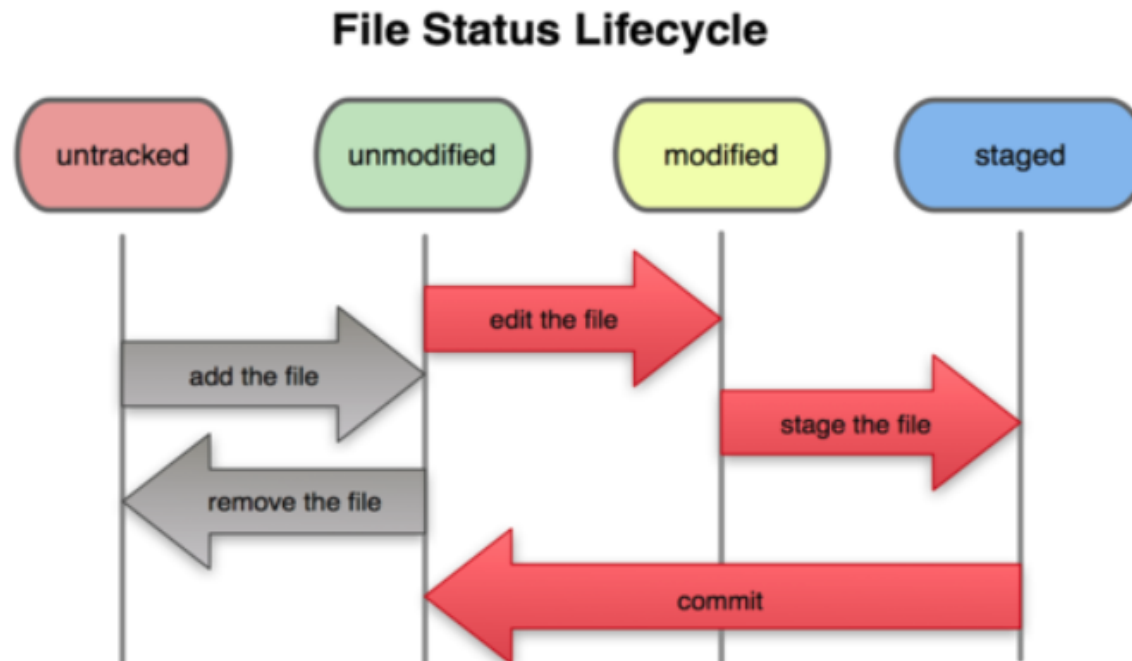 File Status Lifecycle
untracked
unmodified
modified
staged
edit the file
add the file
stage the file
remove the file
commit